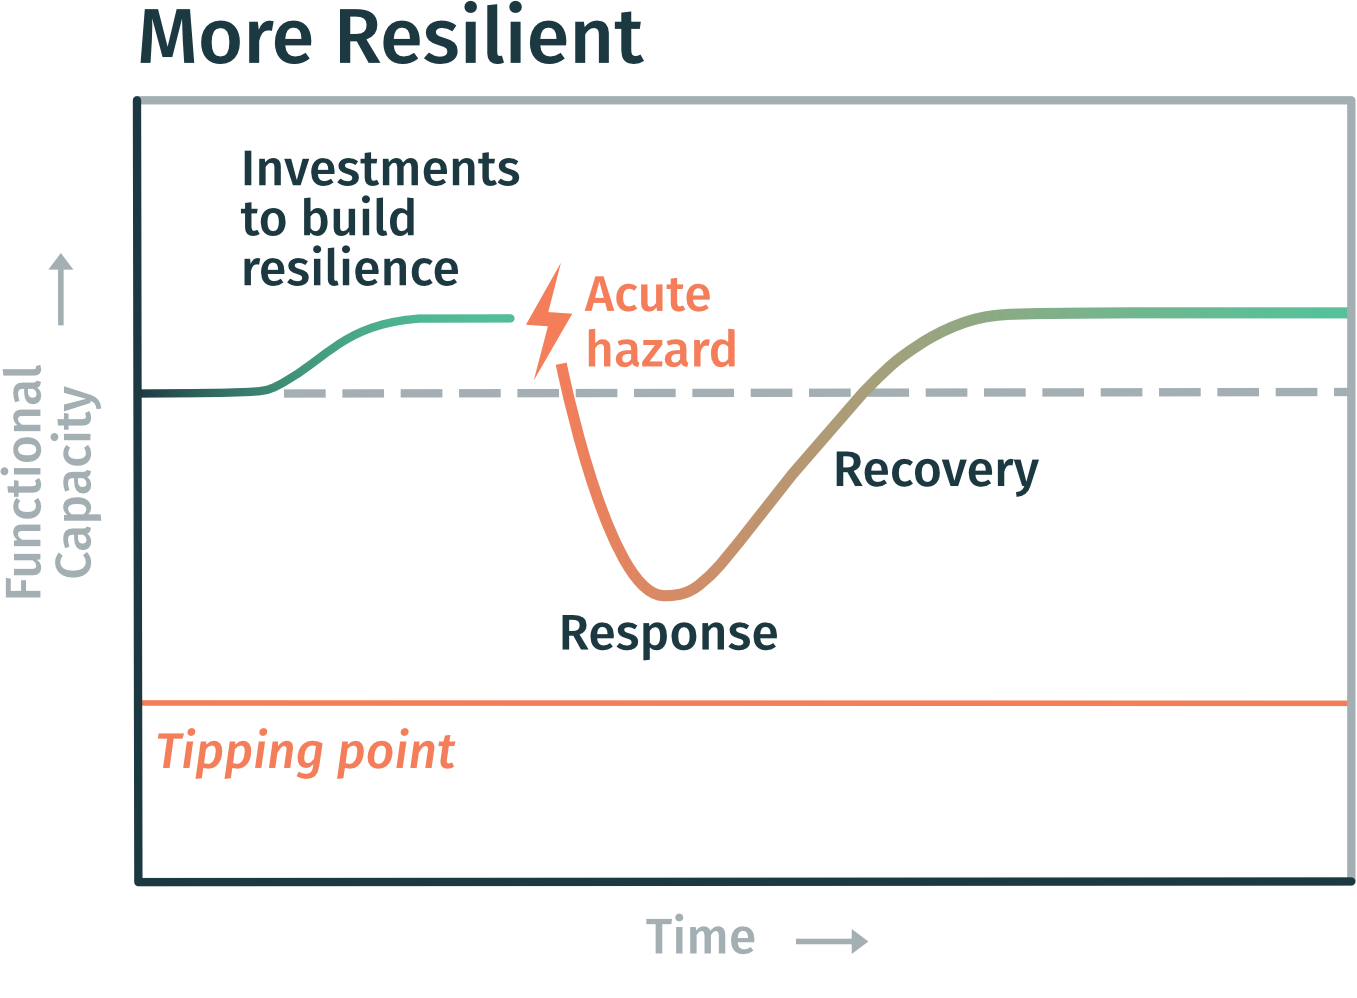 More Resilient
Investments
to build
resilience
Acute
hazard
Functional
Capacity
Recovery
Response
Tipping point
Time